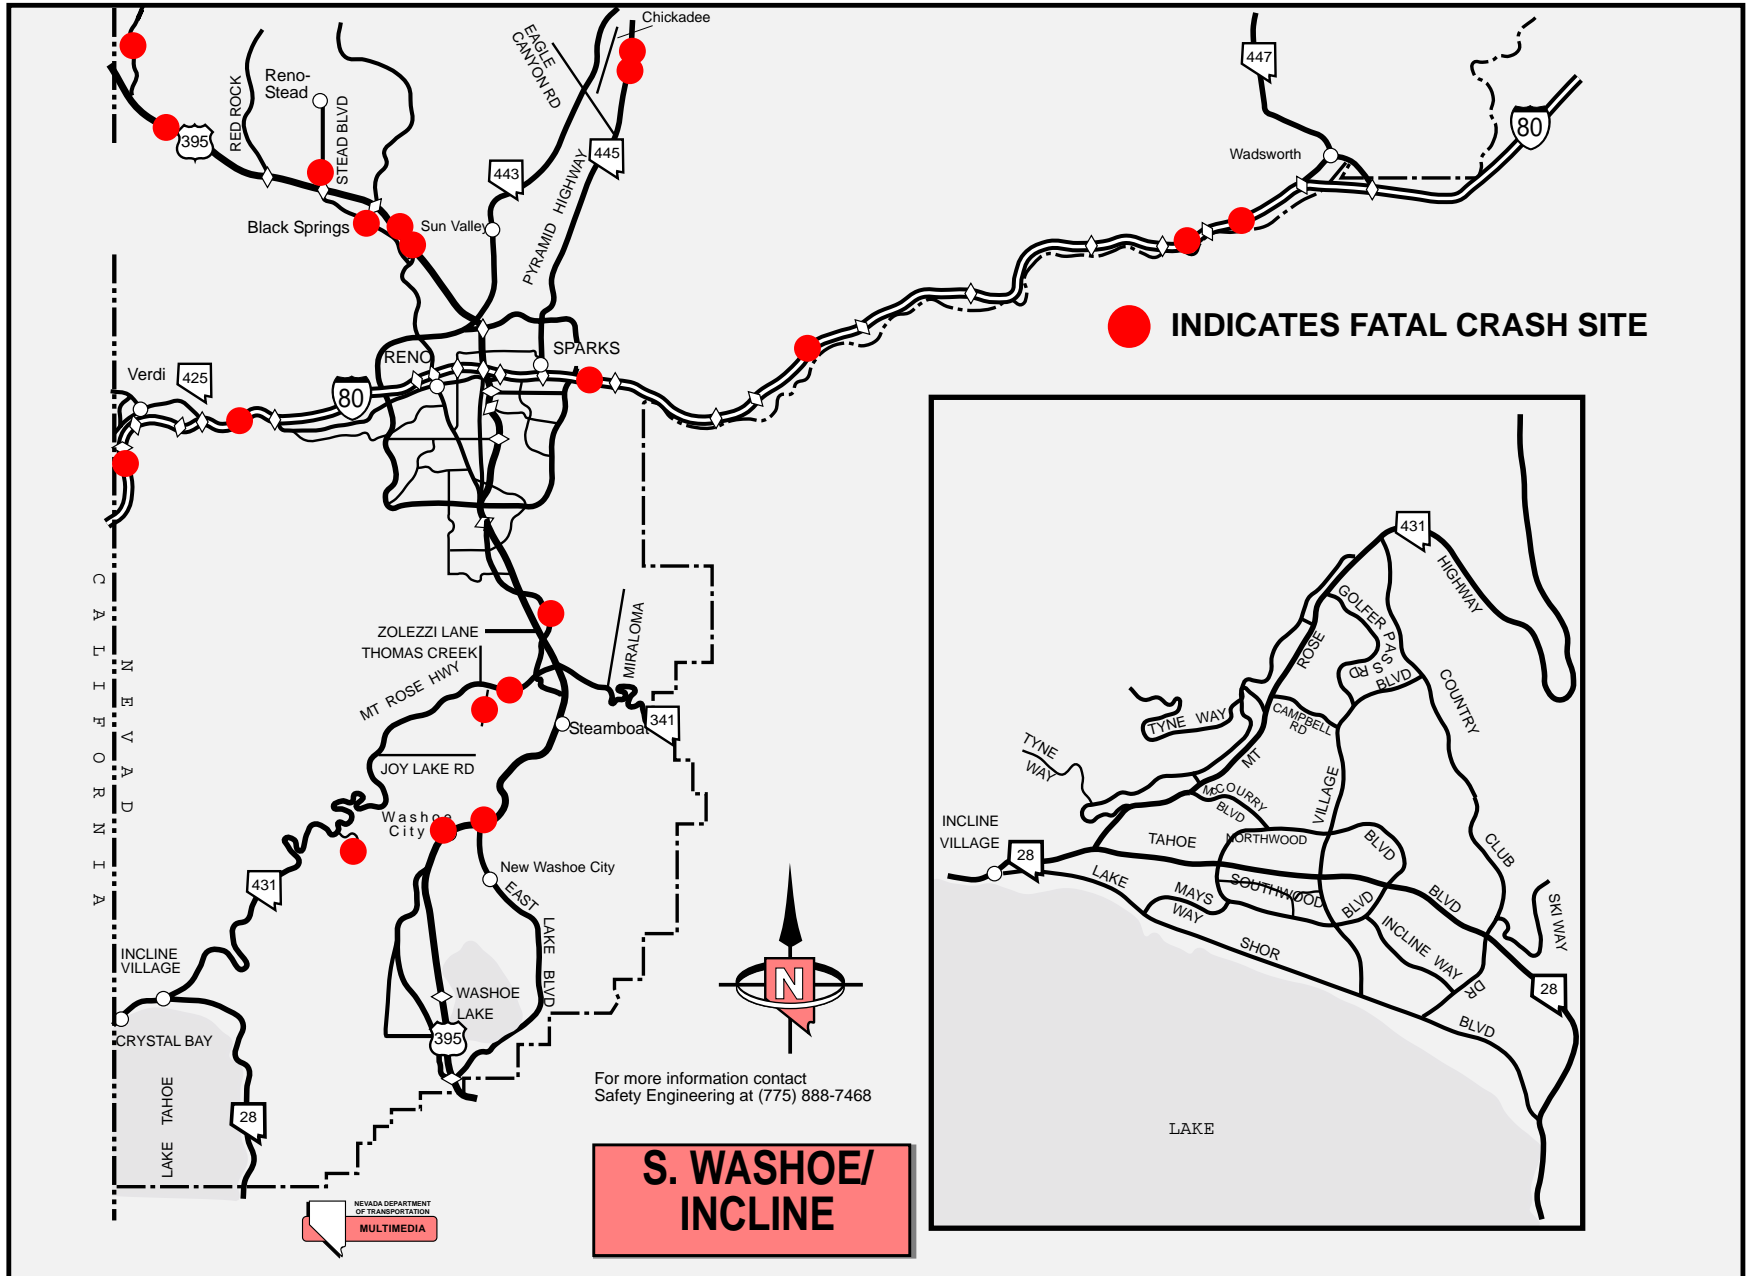 Chickadee
EAGLE
CANYON RD
447
Reno-
Stead
RED ROCK
STEAD BLVD
395
443
445
80
Wadsworth
PYRAMID HIGHWAY
Black Springs
Sun Valley
INDICATES FATAL CRASH SITE
RENO
SPARKS
Verdi
425
80
CALIFORNIA
NEVADA
ZOLEZZI LANE
THOMAS CREEK
MT ROSE HWY
MIRALOMA
341
Steamboat
JOY LAKE RD
Washoe
City
New Washoe City
431
EAST LAKE BLVD
INCLINE
VILLAGE
WASHOE
LAKE
395
CRYSTAL BAY
LAKE TAHOE
28
For more information contact
Safety Engineering at (775) 888-7468
N
S. WASHOE/
INCLINE
NEVADA DEPARTMENT
OF TRANSPORTATION
MULTIMEDIA
431
HIGHWAY
GOLFER PASS RD
ROSE
BLVD
COUNTRY
CAMPBELL
RD
TYNE WAY
TYNE
WAY
MT
VILLAGE
McCOURRY
BLVD
INCLINE
VILLAGE
28
TAHOE
NORTHWOOD
BLVD
CLUB
LAKE
MAYS
WAY
SOUTHWOOD
BLVD
BLVD
SKI WAY
SHOR
INCLINE WAY
DR
28
BLVD
LAKE